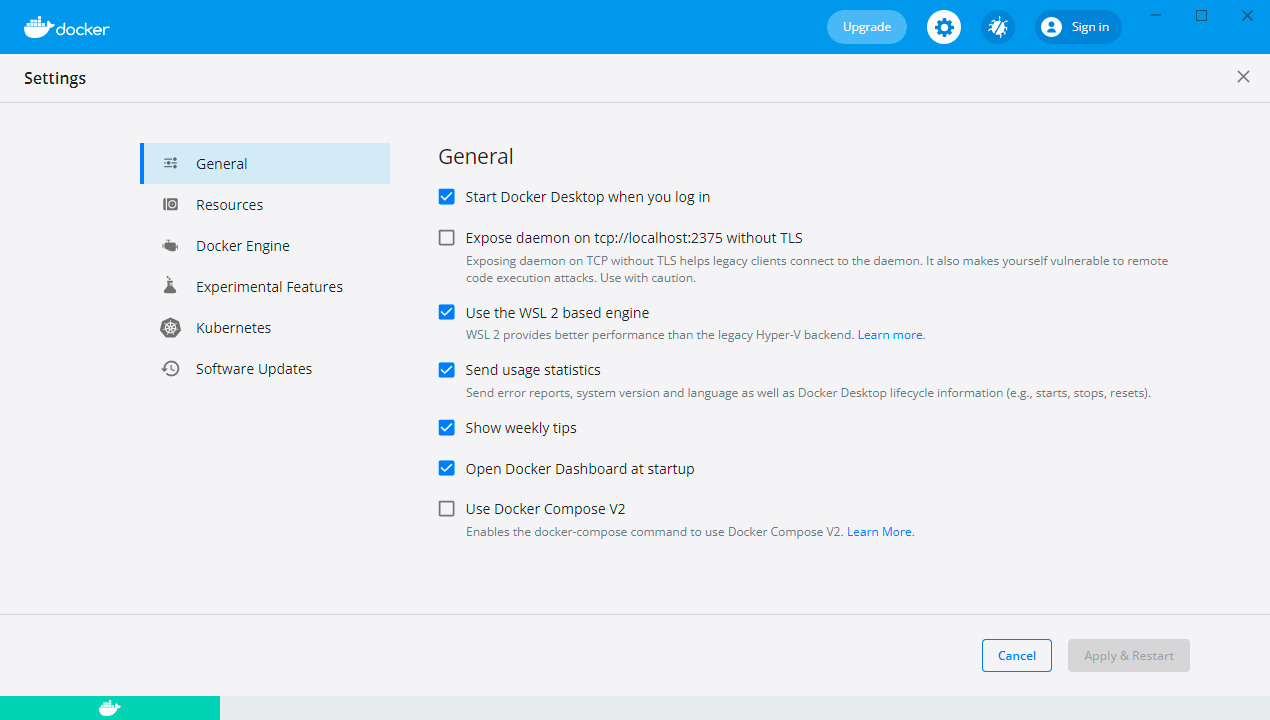 docker
Upgrade
Sign in
Settings
General
Resources
Docker Engine
Experimental Features
Kubernetes
Software Updates
General
Start Docker Desktop when you log in
Expose daemon on tcp://localhost:2375 without TLS
Exposing daemon on TCP without TLS helps legacy clients connect to the daemon. It also makes yourself vulnerable to remote
code execution attacks. Use with caution.
Use the WSL 2 based engine
WSL 2 provides better performance than the legacy Hyper-V backend. Learn more.
Send usage statistics
Send error reports, system version and language as well as Docker Desktop lifecycle information (e.g., starts, stops, resets).
Show weekly tips
Open Docker Dashboard at startup
Use Docker Compose V2
Enables the docker-compose command to use Docker Compose V2. Learn More.
Cancel
Apply & Restart